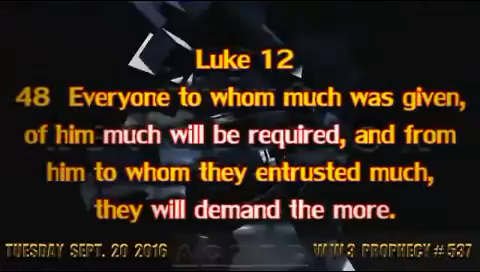 Luke 12
48 Everyone to whom much was given,
of him much will be required, and from
him to whom they entrusted much,
they will demand the more.
TUESDAY SEPT. 20 2016
WW3 PROPHECY # 537